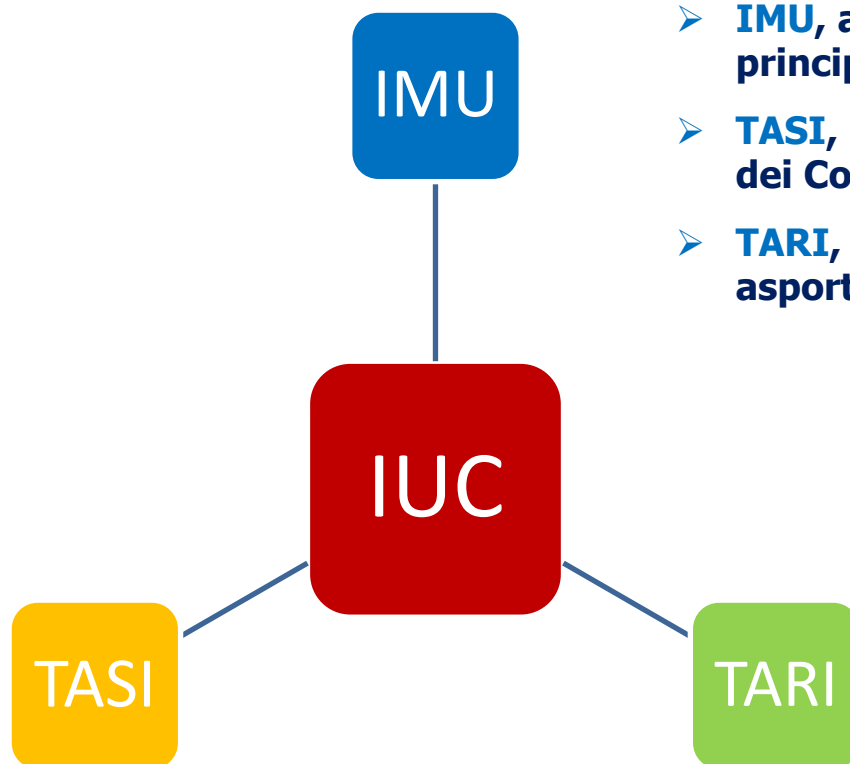 IMU
IMU,
princip
TASI,
dei Co
TARI,
asport
IUC
TASI
TARI